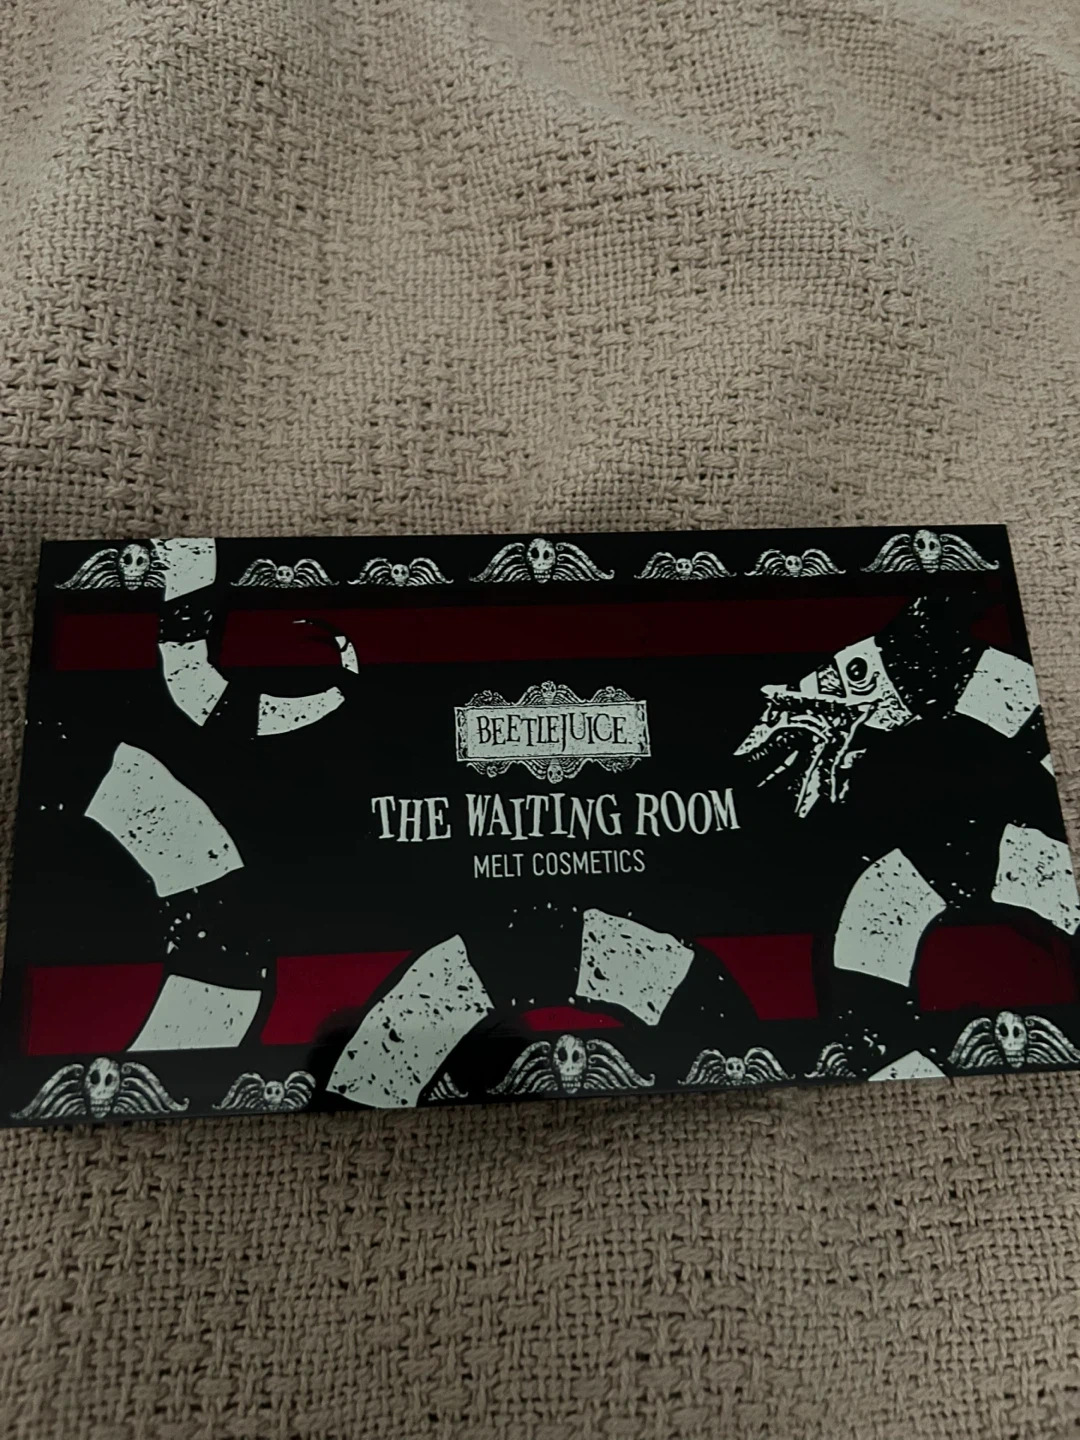 BEETLEJUICE
THE WAITING ROOM
MELT COSMETICS